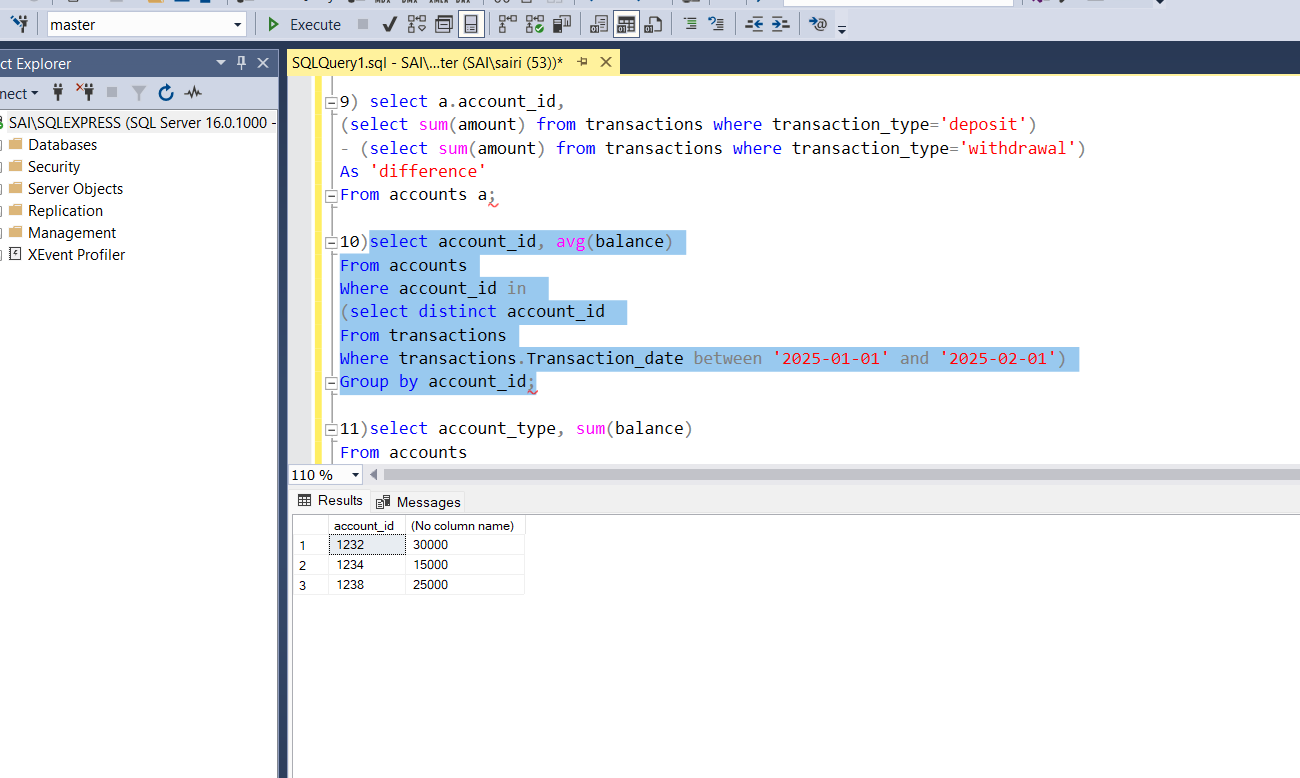 master
Execute
ct Explorer
SQLQuery1.sql - SAI\...ter (SAI\sairi (53))*
nect
SAI\SQLEXPRESS (SQL Server 16.0.1000 -
Databases
Security
Server Objects
Replication
Management
XEvent Profiler
9) select a.account_id,
(select sum(amount) from transactions where transaction_type='deposit')
- (select sum(amount) from transactions where transaction_type='withdrawal')
As 'difference'
From accounts a;
10)select account_id, avg(balance)
From accounts
Where account_id in
(select distinct account_id
From transactions
Where transactions.Transaction_date between '2025-01-01' and '2025-02-01')
Group by account_id;
11)select account_type, sum(balance)
From accounts
110 %
Results Messages
account_id (No column name)
1 1232 30000
2 1234 15000
3 1238 25000